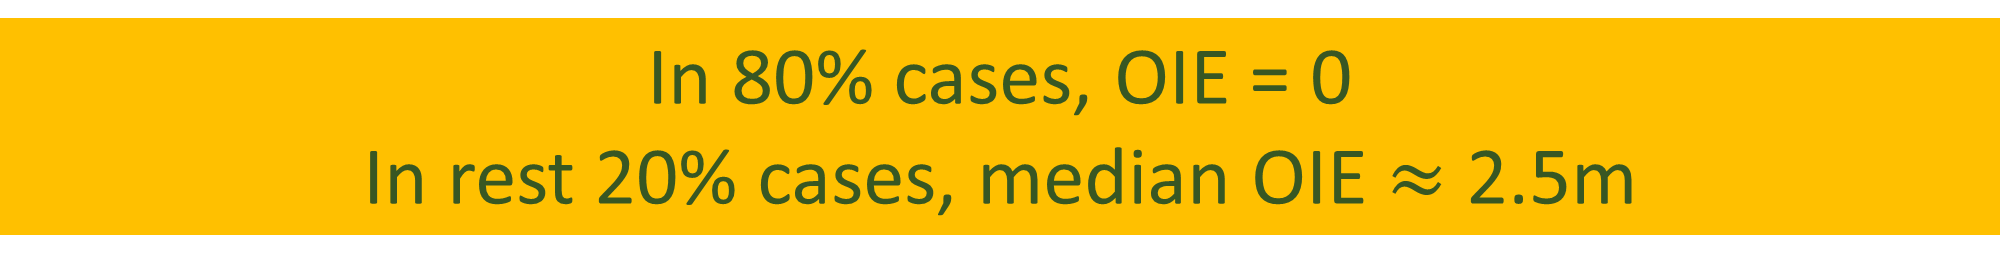 In 80% cases, OIE = 0
In rest 20% cases, median OIE ≈ 2.5m